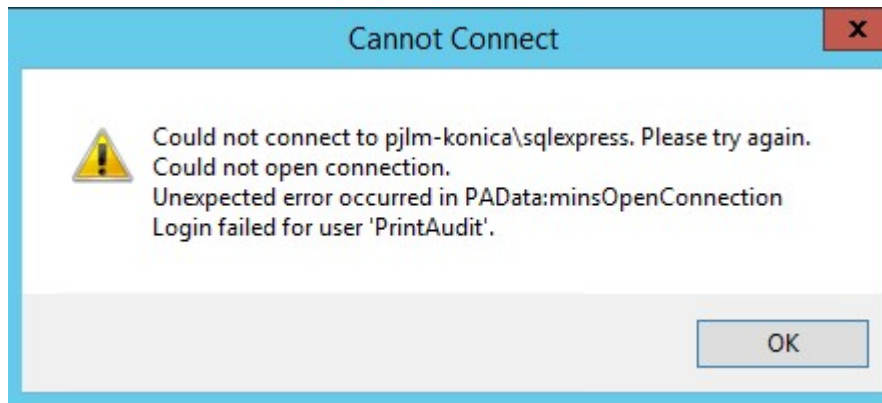 Cannot Connect
x
Could not connect to pjlm-konica\sqlexpress. Please try again.
Could not open connection.
Unexpected error occurred in PAData:minsOpenConnection
Login failed for user 'PrintAudit'.
OK